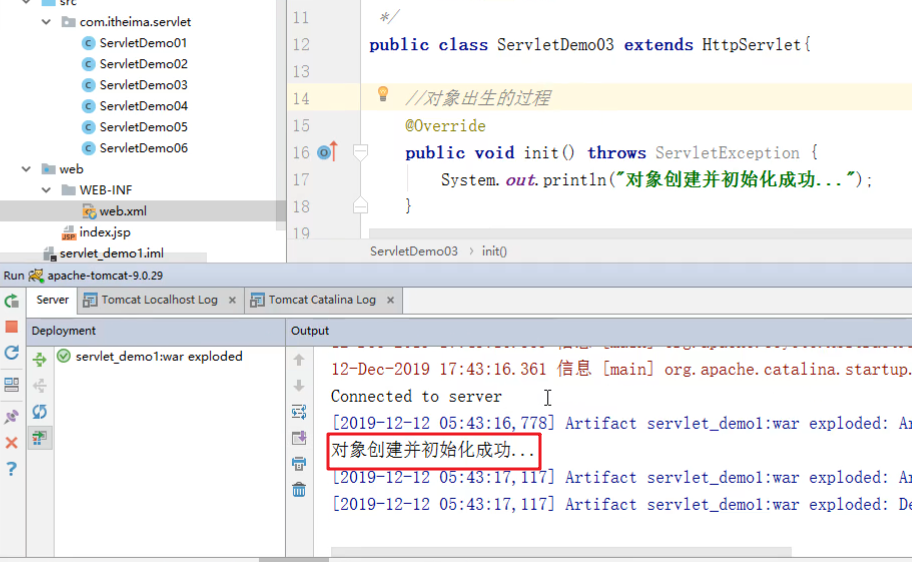 src
com.itheima.servlet
ServletDemo01
ServletDemo02
ServletDemo03
ServletDemo04
ServletDemo05
ServletDemo06
web
WEB-INF
web.xml
index.jsp
servlet_demo1.iml
11 */
12 public class ServletDemo03 extends HttpServlet{
13
14 //对象出生的过程
15 @Override
16 public void init() throws ServletException {
17 System.out.println("对象创建并初始化成功...");
18 }
19
ServletDemo03 › init()
Run apache-tomcat-9.0.29
Server Tomcat Localhost Log × Tomcat Catalina Log ×
Deployment
servlet_demo1:war exploded
Output
12-Dec-2019 17:43:16.361 信息 [main] org.apache.catalina.startup.
Connected to server
[2019-12-12 05:43:16,778] Artifact servlet_demo1:war exploded: Ar
对象创建并初始化成功...
[2019-12-12 05:43:17,117] Artifact servlet_demo1:war exploded: Ar
[2019-12-12 05:43:17,117] Artifact servlet_demo1:war exploded: De